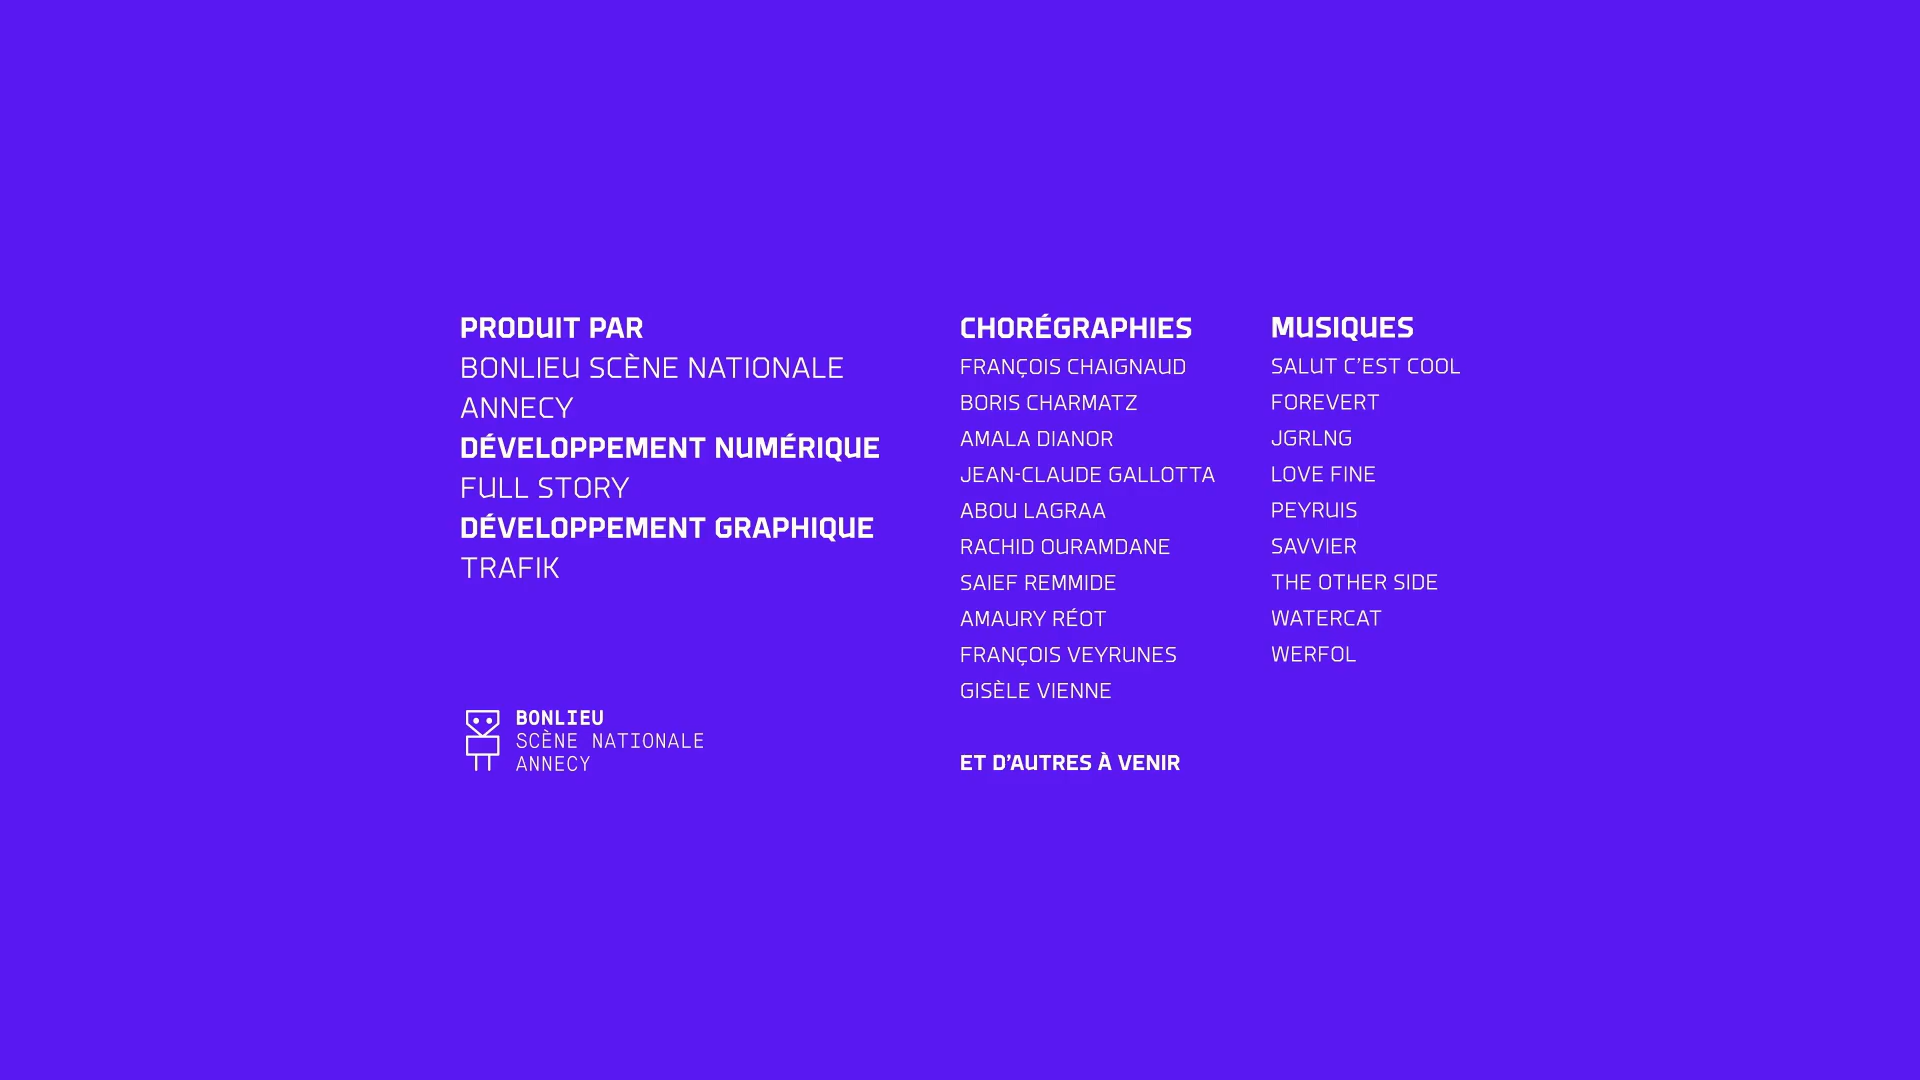 PRODUIT PAR
BONLIEU SCÈNE NATIONALE
ANNECY
DÉVELOPPEMENT NUMÉRIQUE
FULL STORY
DÉVELOPPEMENT GRAPHIQUE
TRAFIK
BONLIEU
SCÈNE NATIONALE
ANNECY
CHORÉGRAPHIES
FRANÇOIS CHAIGNAUD
BORIS CHARMATZ
AMALA DIANOR
JEAN-CLAUDE GALLOTTA
ABOU LAGRAA
RACHID OURAMDANE
SAIEF REMMIDE
AMAURY RÉOT
FRANÇOIS VEYRUNES
GISÈLE VIENNE
ET D’AUTRES À VENIR
MUSIQUES
SALUT C’EST COOL
FOREVERT
JGRLNG
LOVE FINE
PEYRUIS
SAVVIER
THE OTHER SIDE
WATERCAT
WERFOL